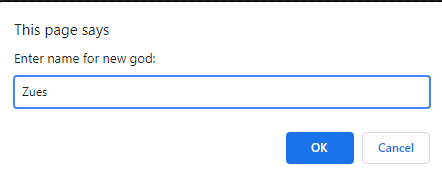 This page says
Enter name for new god:
Zues
OK Cancel